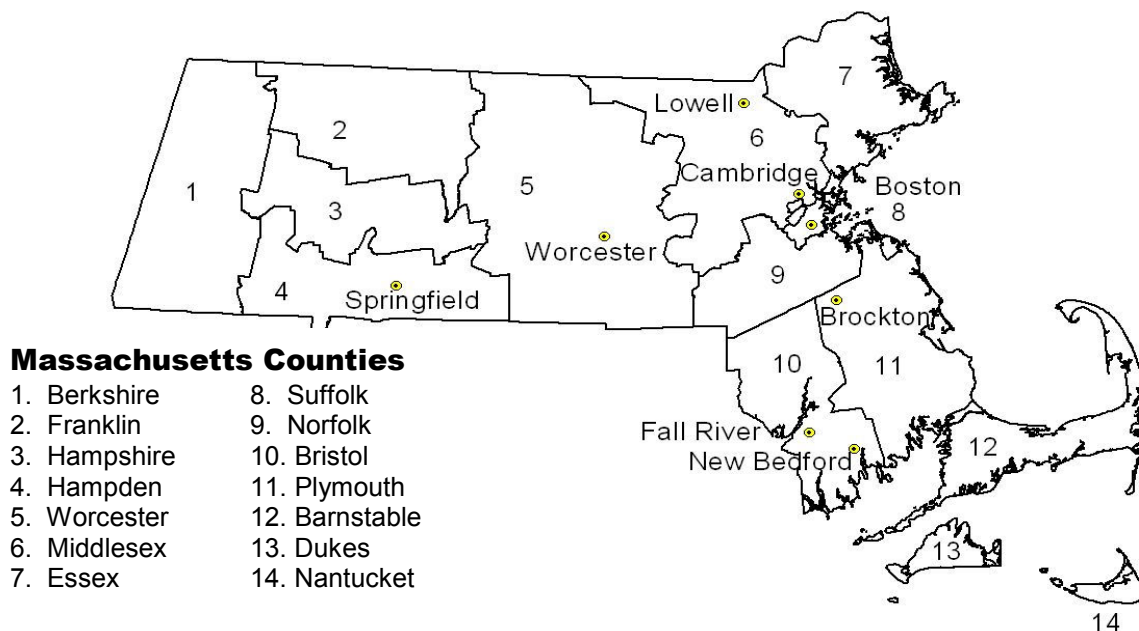 7
Lowell
2
6
Cambridge
1
5
Boston
3
8
Worcester
9
4
Springfield
Brockton
Massachusetts Counties
10
11
1. Berkshire
8. Suffolk
2. Franklin
9. Norfolk
3. Hampshire
10. Bristol
4. Hampden
11. Plymouth
5. Worcester
12. Barnstable
6. Middlesex
13. Dukes
7. Essex
14. Nantucket
Fall River
New Bedford
12
13
14